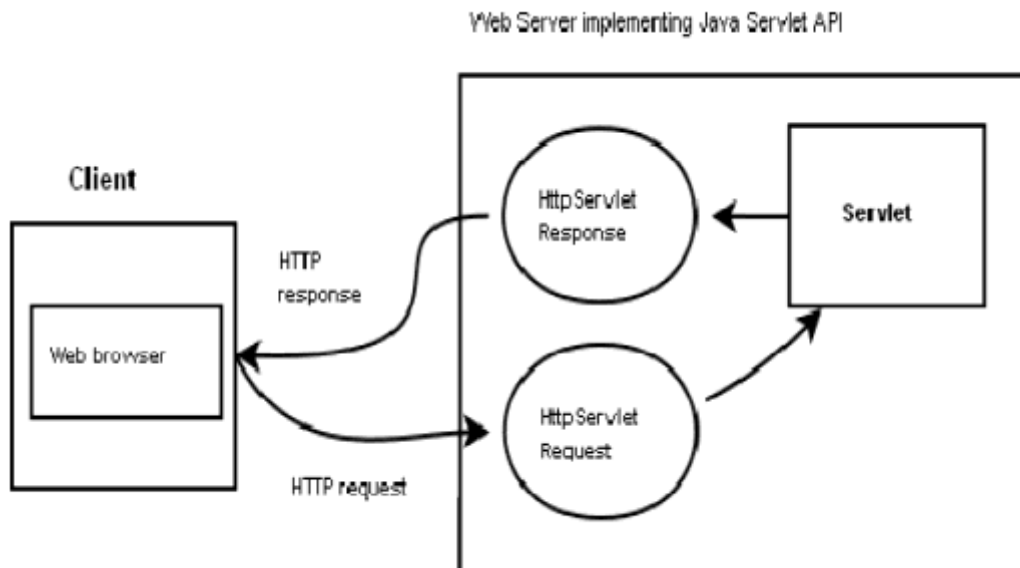 Web Server implementing Java Servlet API
Client
HttpServlet
Response
Servlet
HTTP
response
Web browser
HttpServlet
Request
HTTP request